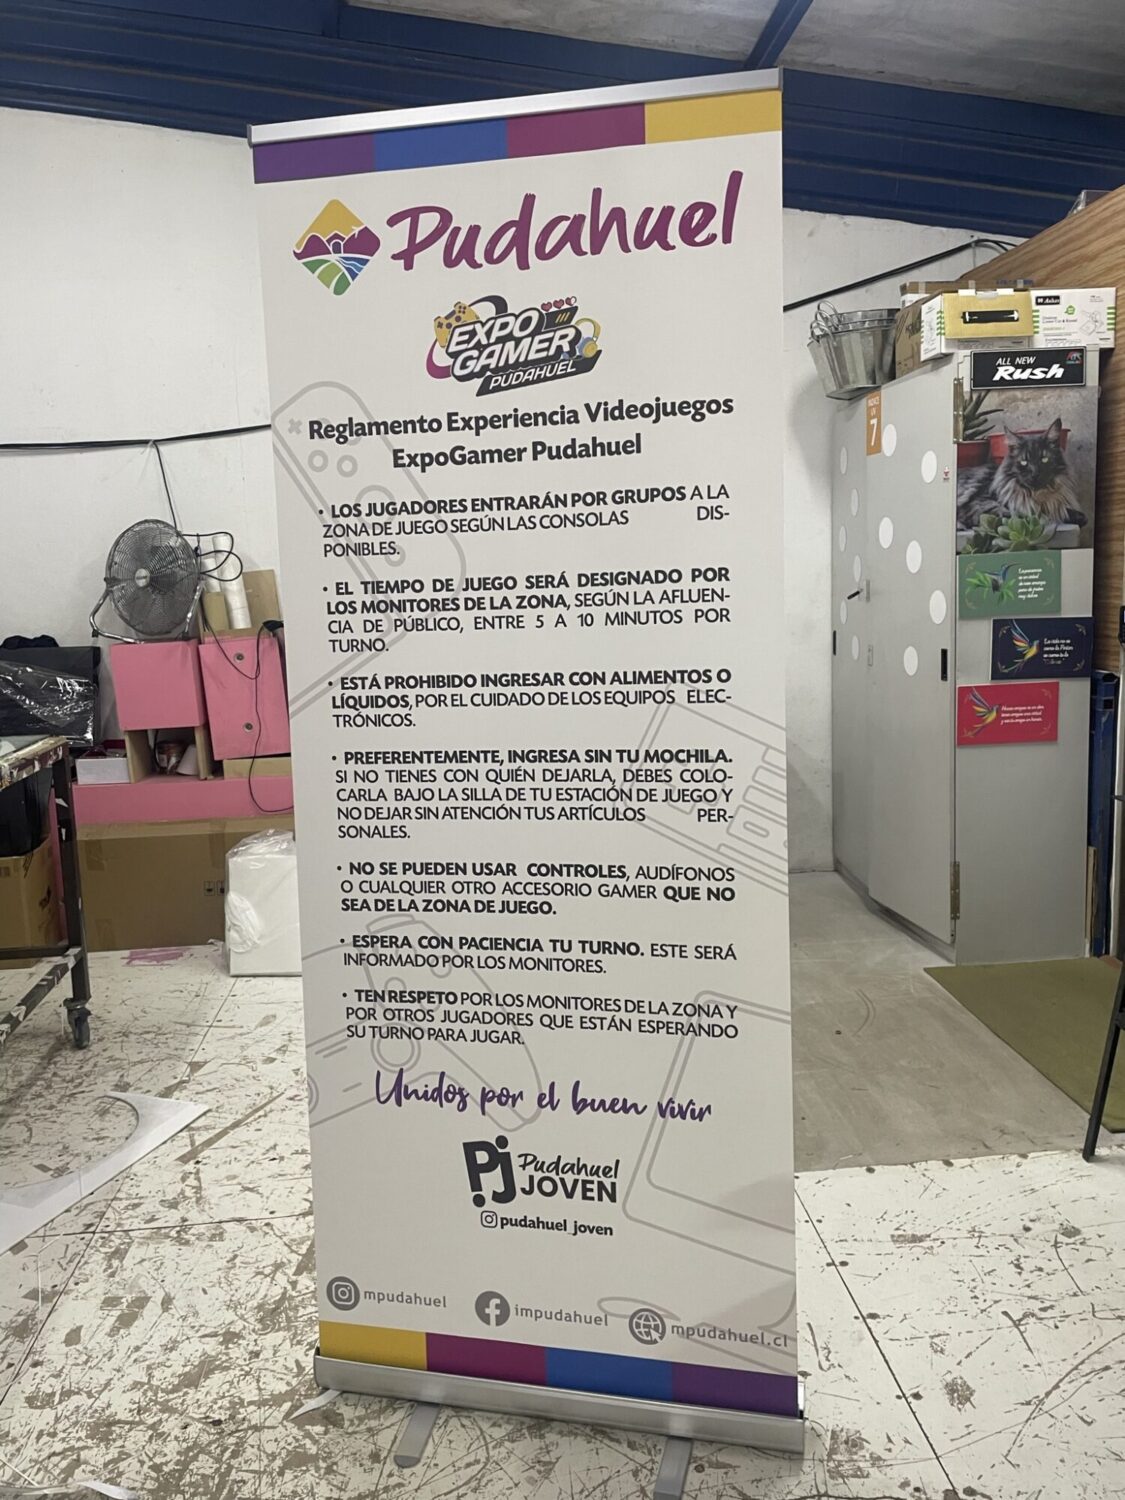 Pudahuel
EXPO
GAMER
PUDAHUEL
Reglamento Experiencia Videojuegos
ExpoGamer Pudahuel
• LOS JUGADORES ENTRARÁN POR GRUPOS A LA
ZONA DE JUEGO SEGÚN LAS CONSOLAS DIS-
PONIBLES.
• EL TIEMPO DE JUEGO SERÁ DESIGNADO POR
LOS MONITORES DE LA ZONA, SEGÚN LA AFLUEN-
CIA DE PÚBLICO, ENTRE 5 A 10 MINUTOS POR
TURNO.
• ESTÁ PROHIBIDO INGRESAR CON ALIMENTOS O
LÍQUIDOS, POR EL CUIDADO DE LOS EQUIPOS ELEC-
TRÓNICOS.
• PREFERENTEMENTE, INGRESA SIN TU MOCHILA.
SI NO TIENES CON QUIÉN DEJARLA, DEBES COLO-
CARLA BAJO LA SILLA DE TU ESTACIÓN DE JUEGO Y
NO DEJAR SIN ATENCIÓN TUS ARTÍCULOS PER-
SONALES.
• NO SE PUEDEN USAR CONTROLES, AUDÍFONOS
O CUALQUIER OTRO ACCESORIO GAMER QUE NO
SEA DE LA ZONA DE JUEGO.
• ESPERA CON PACIENCIA TU TURNO. ESTE SERÁ
INFORMADO POR LOS MONITORES.
• TEN RESPETO POR LOS MONITORES DE LA ZONA Y
POR OTROS JUGADORES QUE ESTÁN ESPERANDO
SU TURNO PARA JUGAR.
Unidos por el buen vivir
Pj Pudahuel
JOVEN
pudahuel_joven
mpudahuel
impudahuel
mpudahuel.cl
ALL NEW
Rush
INDICE
UV
7